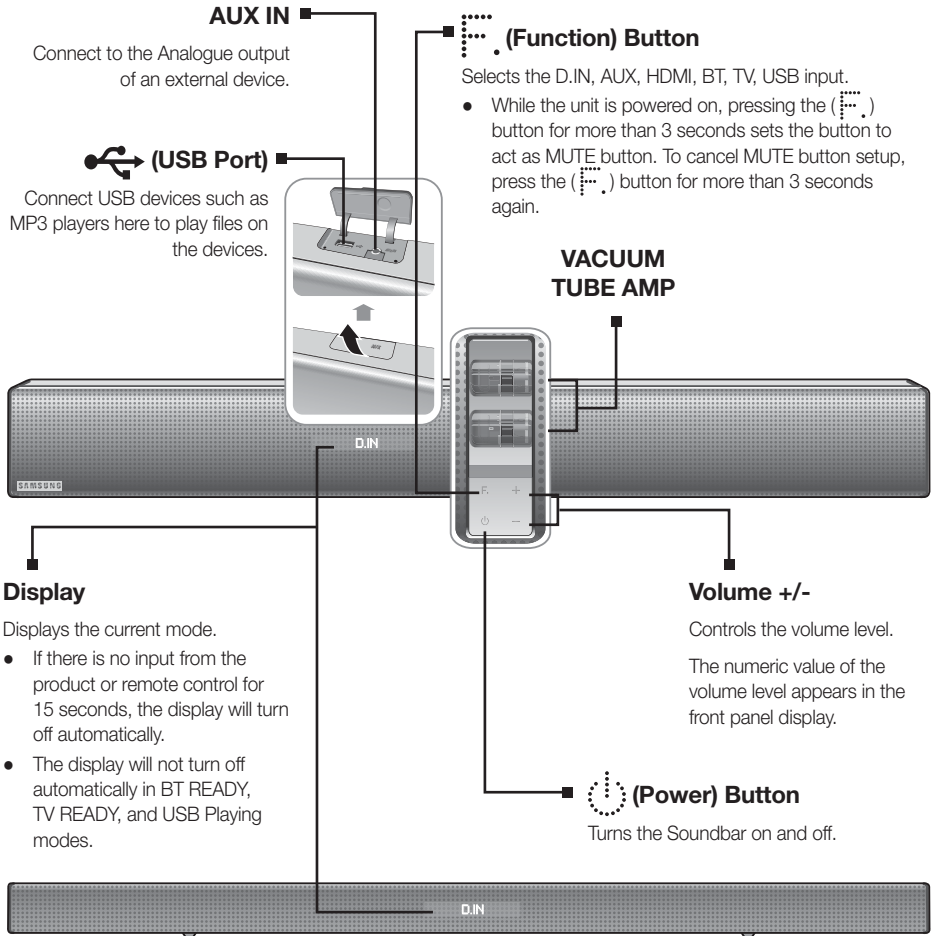 AUX IN
Connect to the Analogue output
of an external device.
(USB Port)
Connect USB devices such as
MP3 players here to play files on
the devices.
F. (Function) Button
Selects the D.IN, AUX, HDMI, BT, TV, USB input.
● While the unit is powered on, pressing the ( F. )
button for more than 3 seconds sets the button to
act as MUTE button. To cancel MUTE button setup,
press the ( F. ) button for more than 3 seconds
again.
VACUUM
TUBE AMP
D.IN
SAMSUNG
F. +
−
Display
Displays the current mode.
● If there is no input from the
product or remote control for
15 seconds, the display will turn
off automatically.
● The display will not turn off
automatically in BT READY,
TV READY, and USB Playing
modes.
Volume +/-
Controls the volume level.
The numeric value of the
volume level appears in the
front panel display.
(Power) Button
Turns the Soundbar on and off.
D.IN